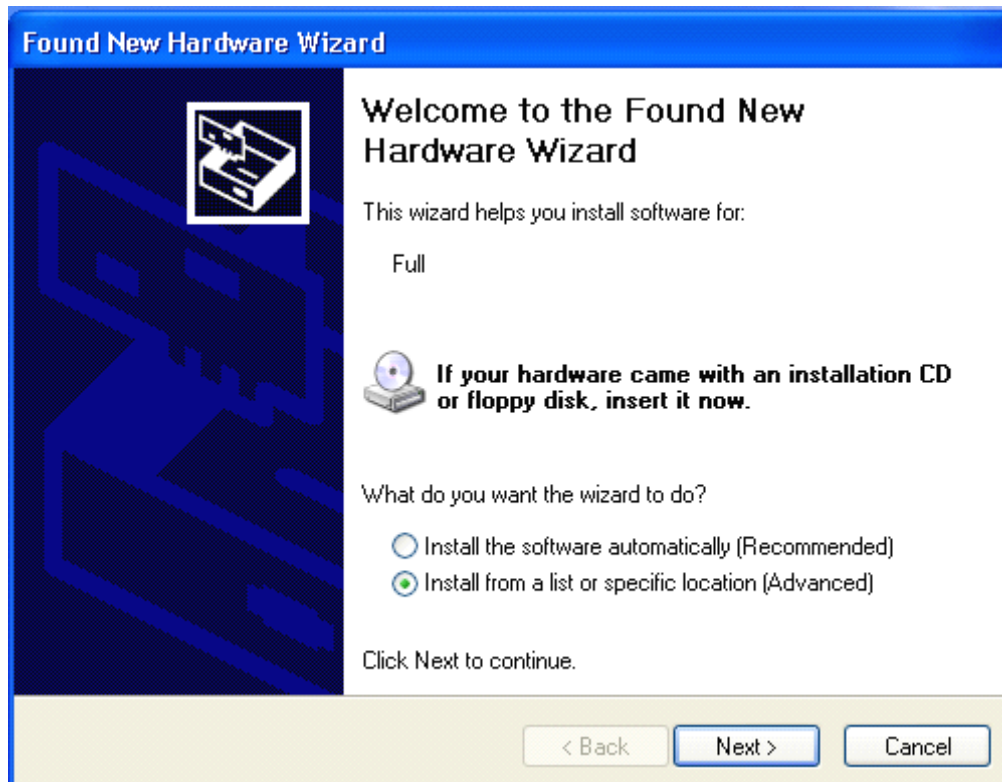 Found New Hardware Wizard
Welcome to the Found New
Hardware Wizard
This wizard helps you install software for:
Full
If your hardware came with an installation CD
or floppy disk, insert it now.
What do you want the wizard to do?
Install the software automatically (Recommended)
Install from a list or specific location (Advanced)
Click Next to continue.
< Back Next > Cancel